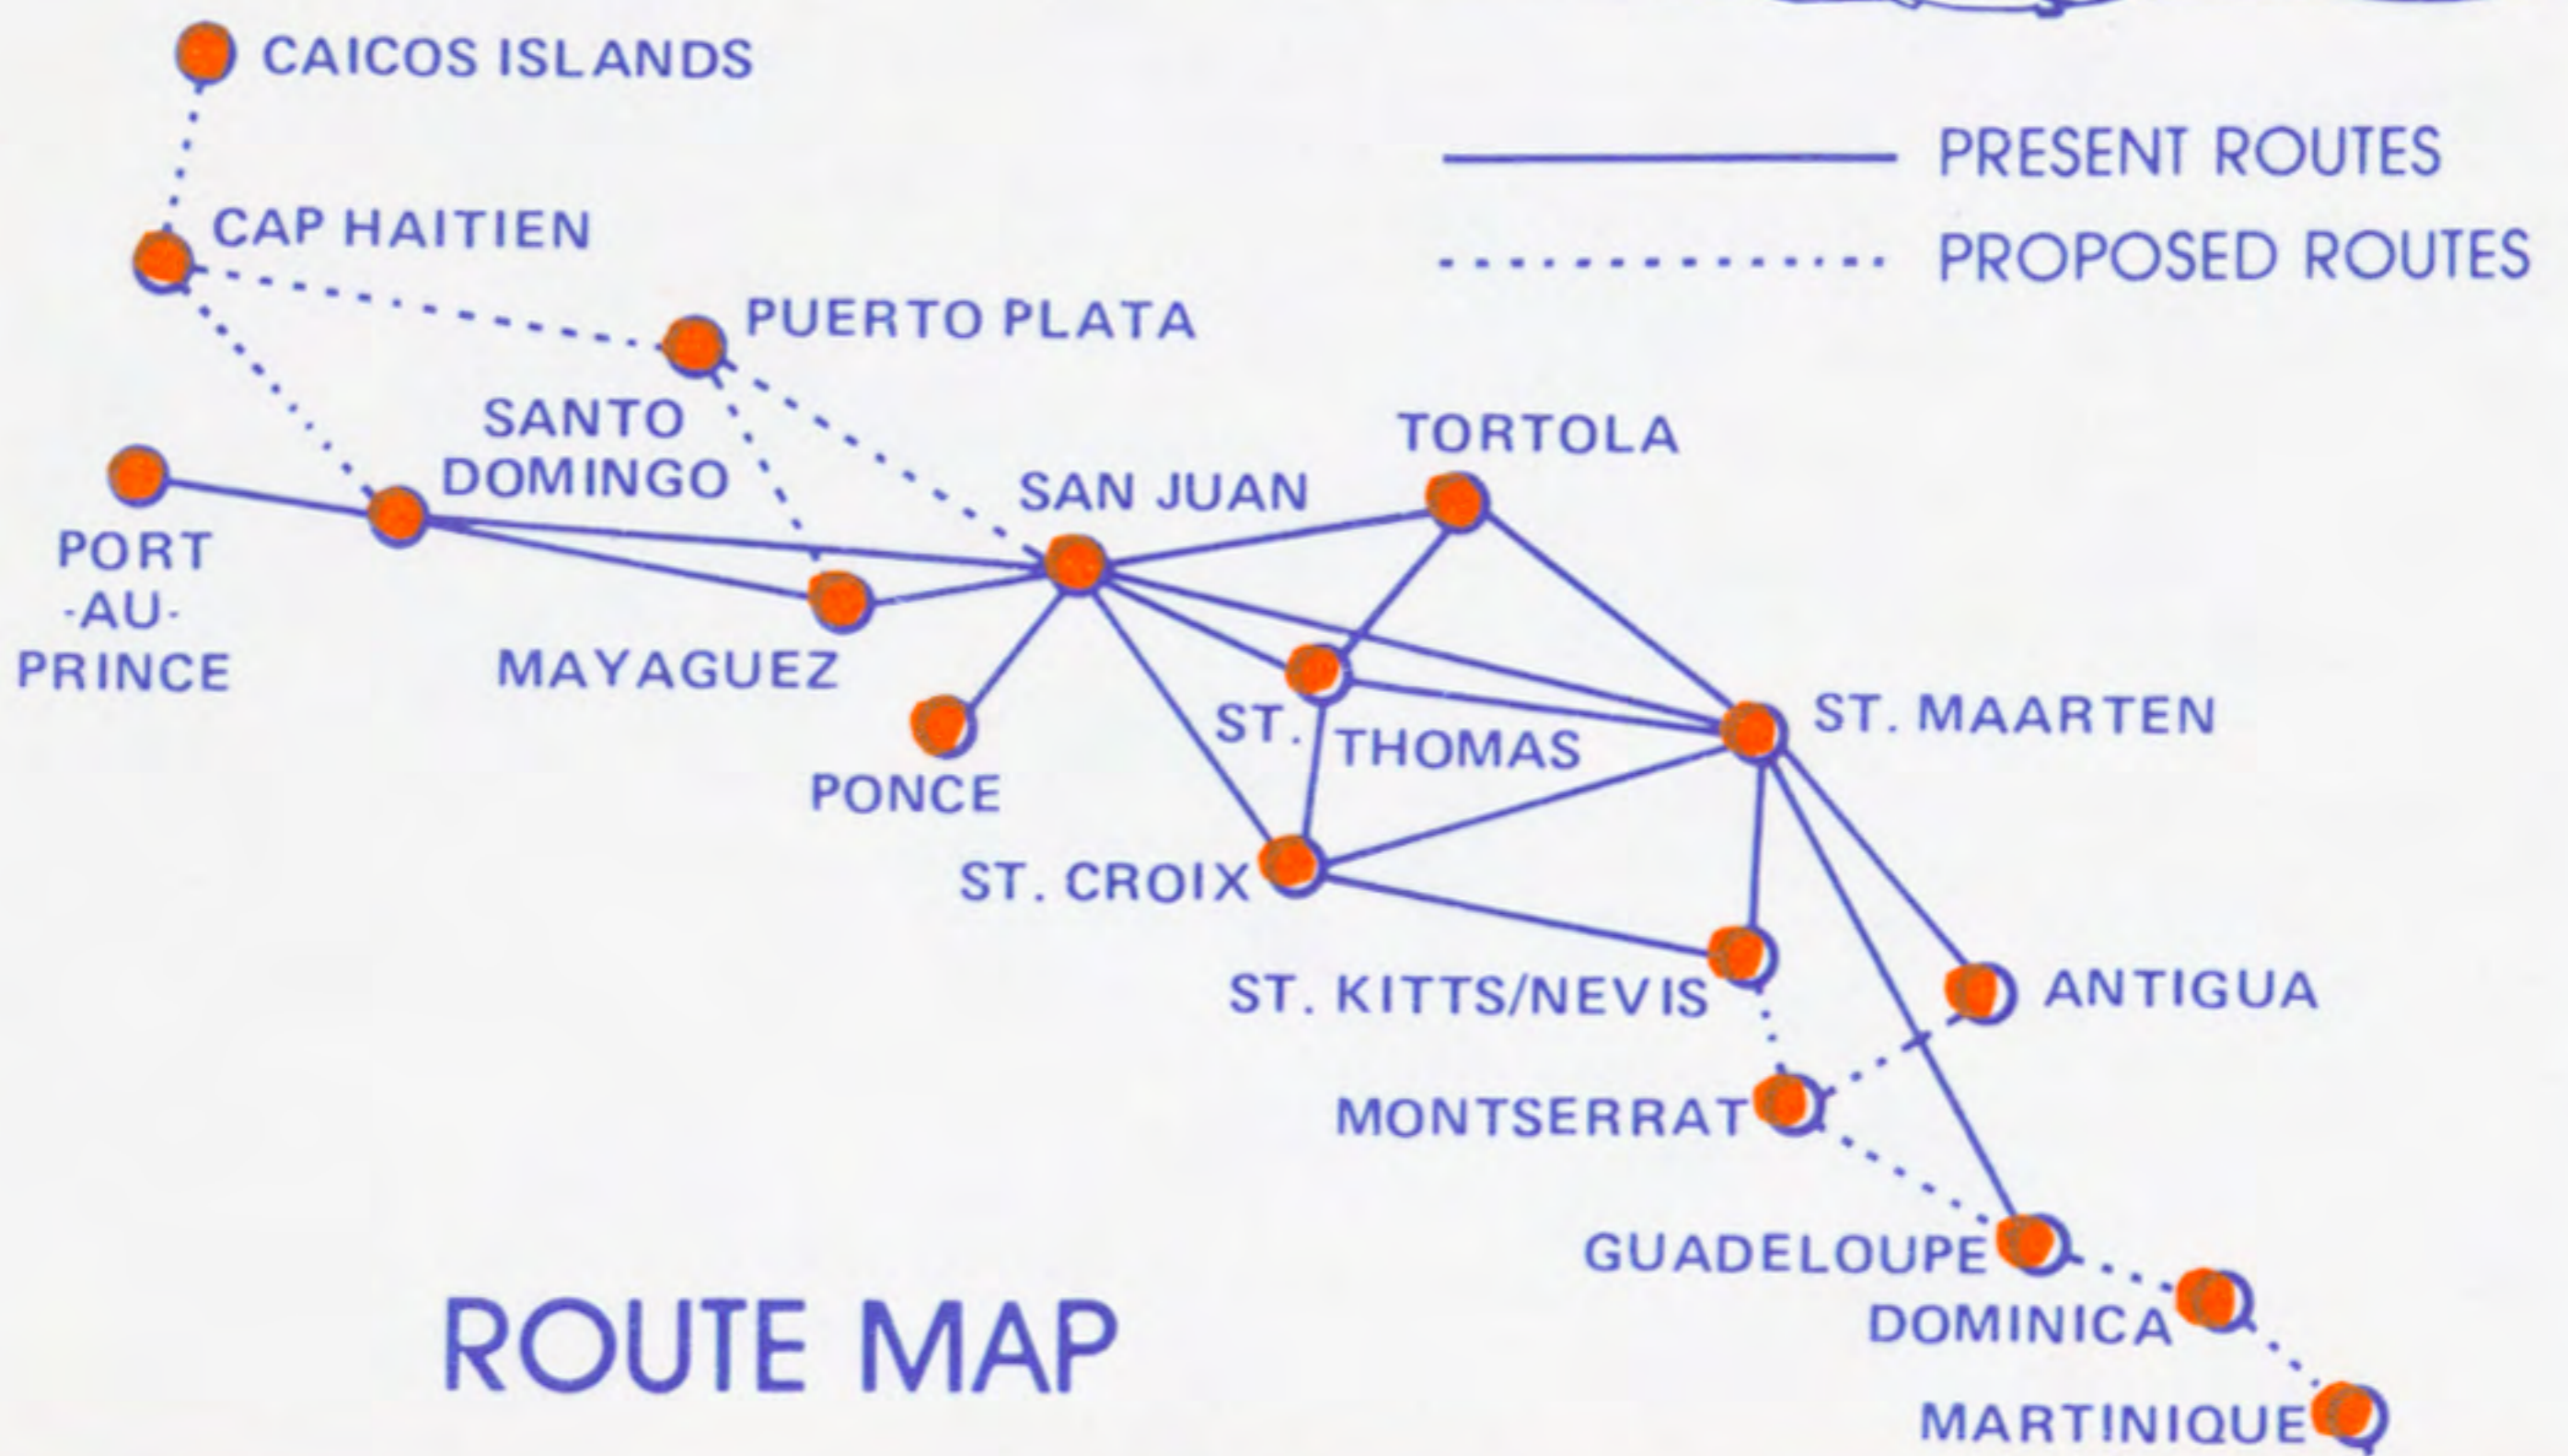 CAICOS ISLANDS
PRESENT ROUTES
CAP HAITIEN
PROPOSED ROUTES
PUERTO PLATA
SANTO
DOMINGO
TORTOLA
SAN JUAN
PORT
-AU-
PRINCE
MAYAGUEZ
ST. THOMAS
ST. MAARTEN
PONCE
ST. CROIX
ST. KITTS/NEVIS
ANTIGUA
MONTSERRAT
GUADELOUPE
DOMINICA
MARTINIQUE
ROUTE MAP